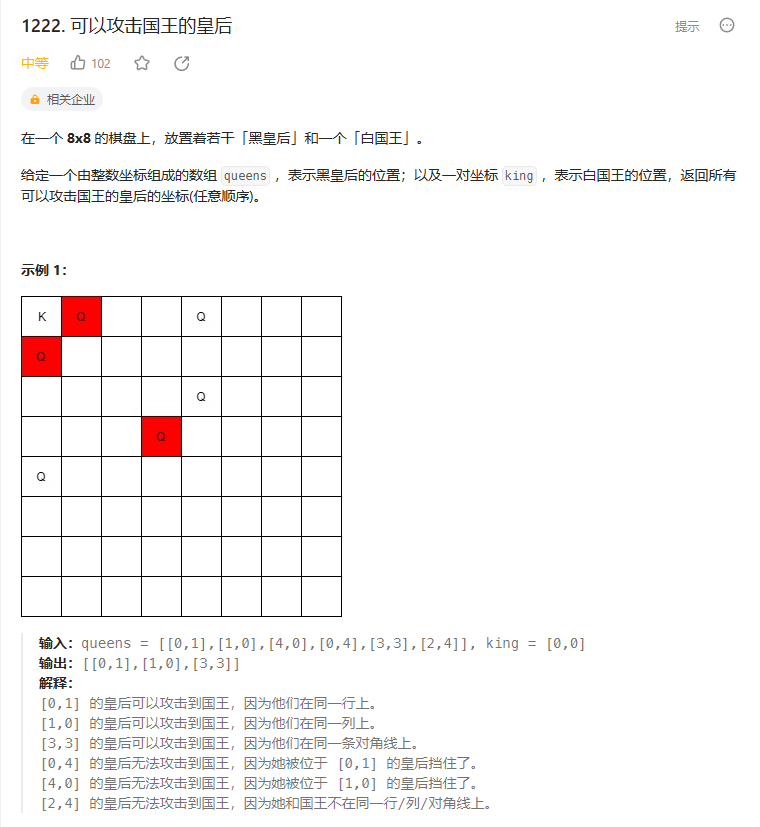 1222. 可以攻击国王的皇后
提示
中等 102
相关企业
在一个 8x8 的棋盘上，放置着若干「黑皇后」和一个「白国王」。
给定一个由整数坐标组成的数组 queens ，表示黑皇后的位置；以及一对坐标 king ，表示白国王的位置，返回所有
可以攻击国王的皇后的坐标(任意顺序)。
示例 1：
K Q Q
Q
Q
Q
Q
输入：queens = [[0,1],[1,0],[4,0],[0,4],[3,3],[2,4]], king = [0,0]
输出：[[0,1],[1,0],[3,3]]
解释：
[0,1] 的皇后可以攻击到国王，因为他们在同一行上。
[1,0] 的皇后可以攻击到国王，因为他们在同一列上。
[3,3] 的皇后可以攻击到国王，因为他们在同一条对角线上。
[0,4] 的皇后无法攻击到国王，因为她被位于 [0,1] 的皇后挡住了。
[4,0] 的皇后无法攻击到国王，因为她被位于 [1,0] 的皇后挡住了。
[2,4] 的皇后无法攻击到国王，因为她和国王不在同一行/列/对角线上。